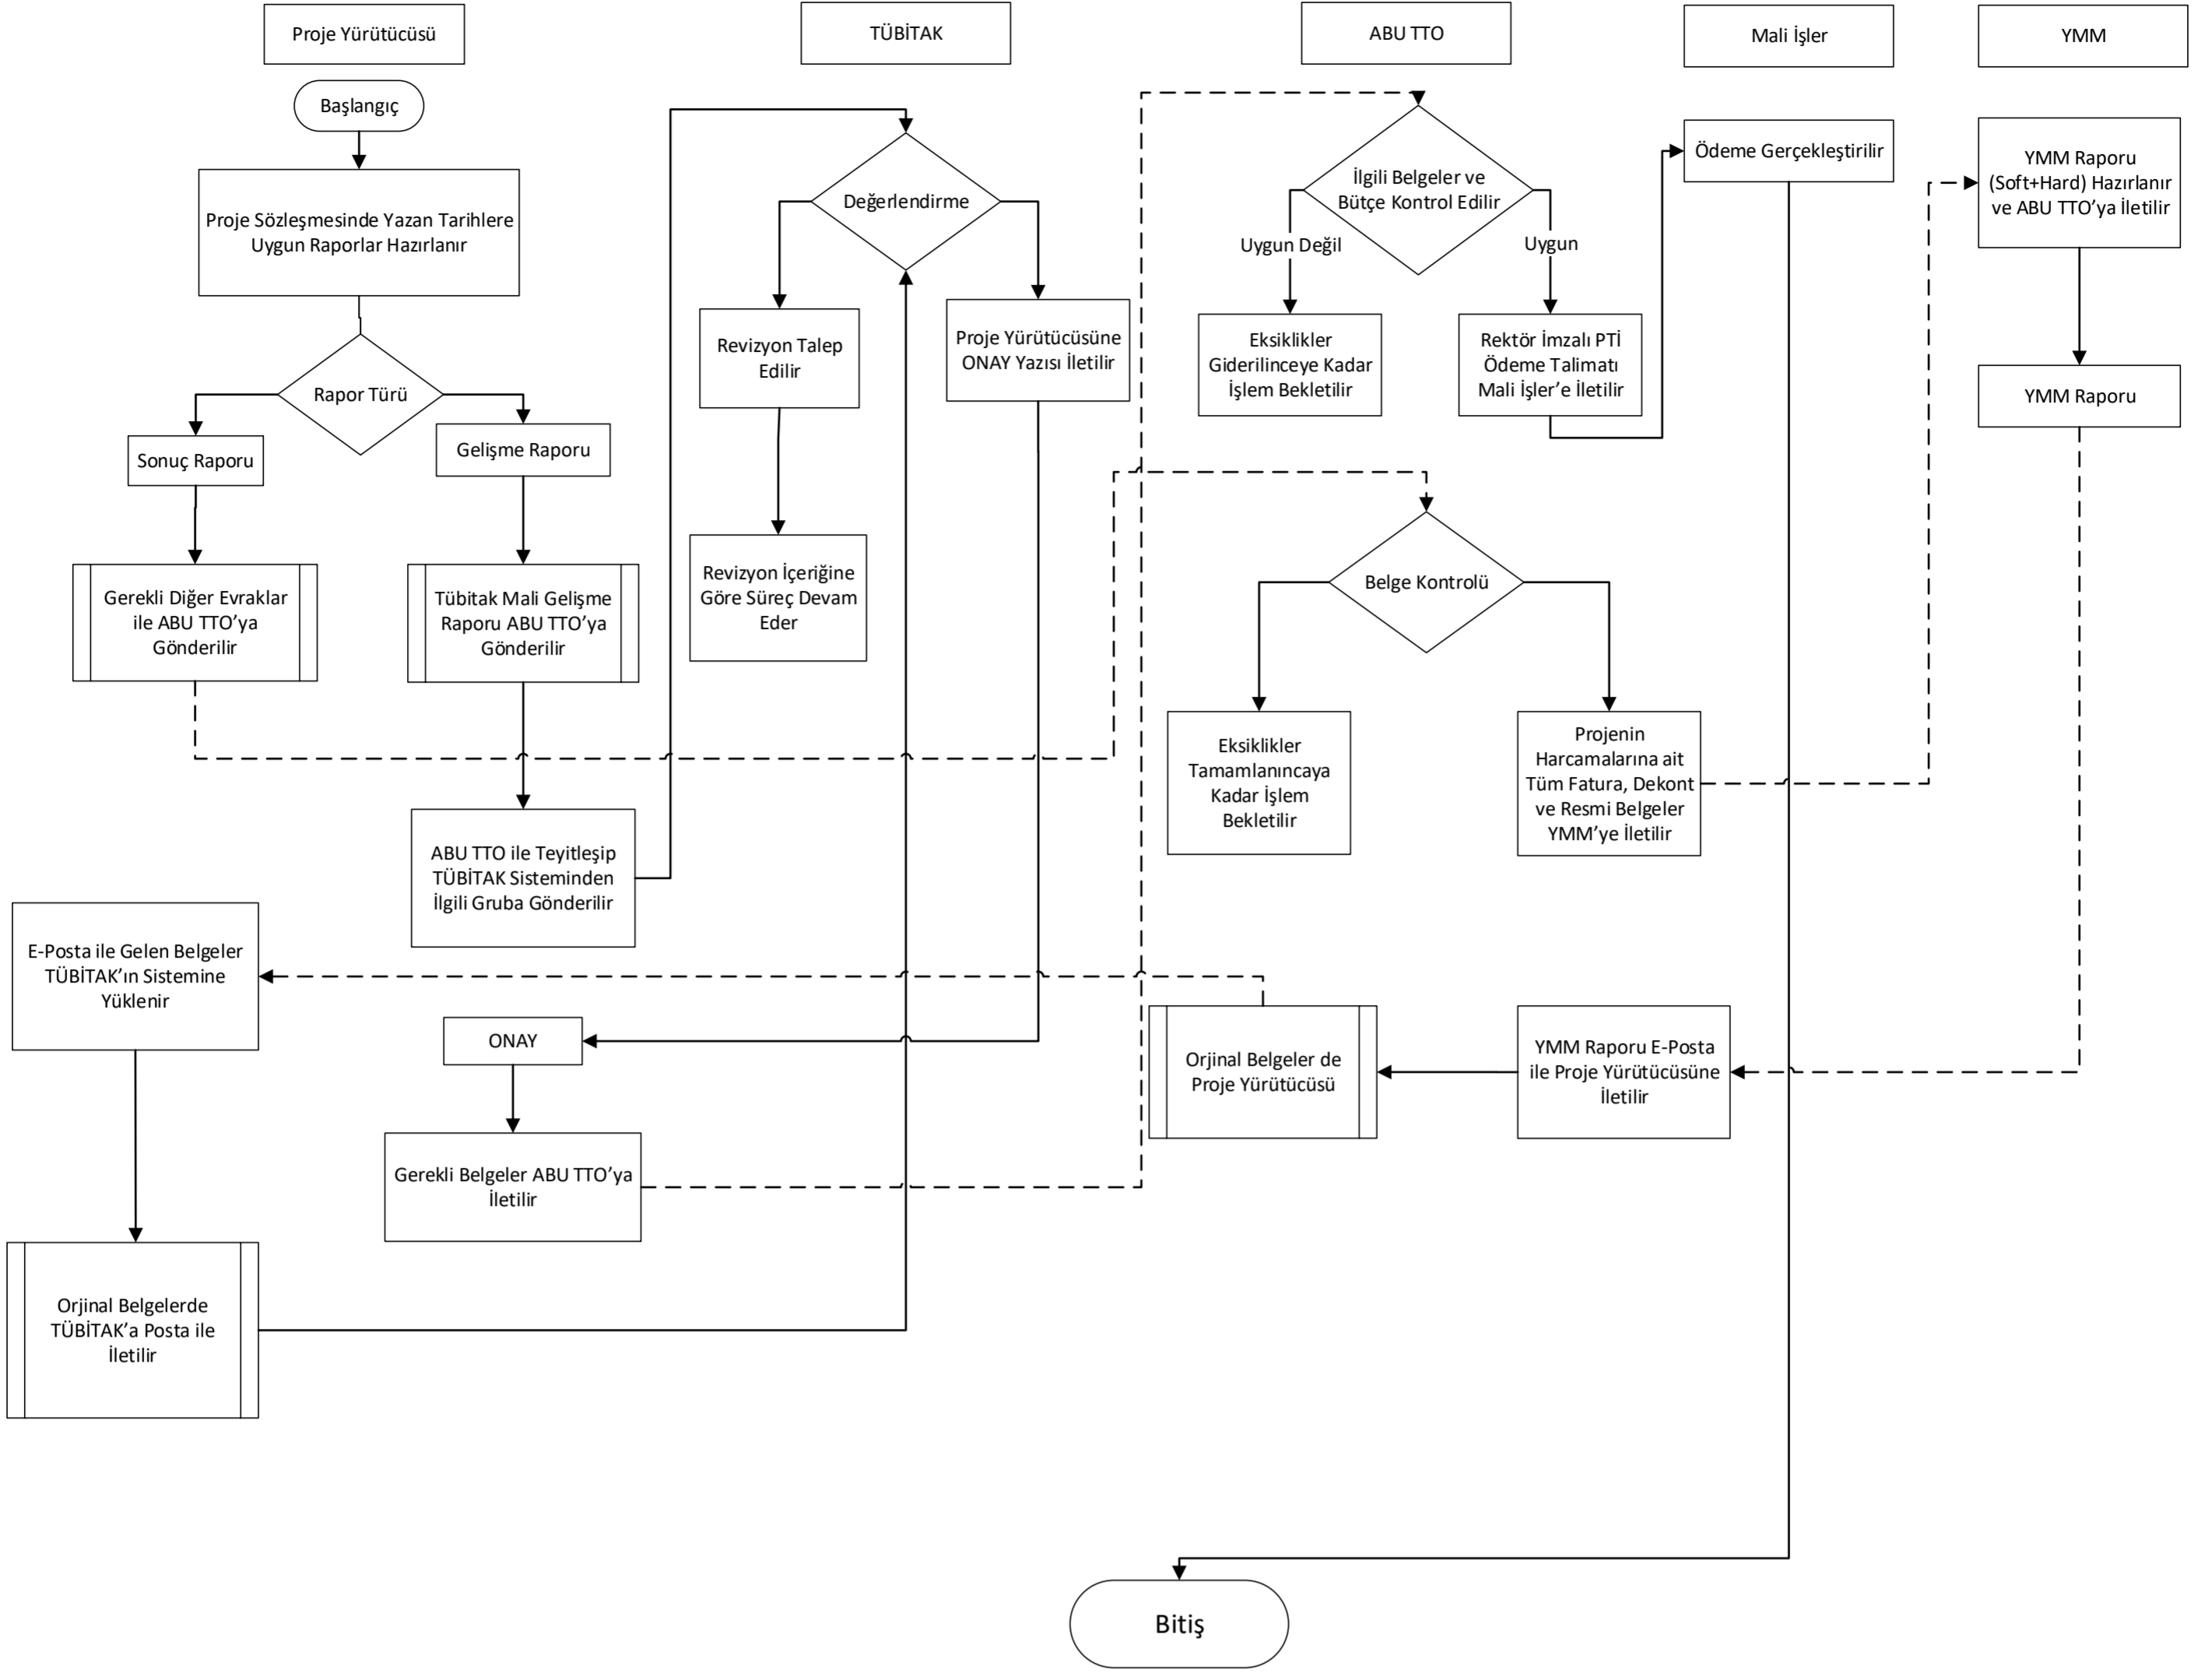 Proje Yürütücüsü
TÜBİTAK
ABU TTO
Mali İşler
YMM
Başlangıç
Proje Sözleşmesinde Yazan Tarihlere
Uygun Raporlar Hazırlanır
Rapor Türü
Sonuç Raporu
Gelişme Raporu
Gerekli Diğer Evraklar
ile ABU TTO’ya
Gönderilir
Tübitak Mali Gelişme
Raporu ABU TTO’ya
Gönderilir
ABU TTO ile Teyitleşip
TÜBİTAK Sisteminden
İlgili Gruba Gönderilir
E-Posta ile Gelen Belgeler
TÜBİTAK’ın Sistemine
Yüklenir
ONAY
Gerekli Belgeler ABU TTO’ya
İletilir
Orjinal Belgelerde
TÜBİTAK’a Posta ile
İletilir
Değerlendirme
Revizyon Talep
Edilir
Proje Yürütücüsüne
ONAY Yazısı İletilir
Revizyon İçeriğine
Göre Süreç Devam
Eder
İlgili Belgeler ve
Bütçe Kontrol Edilir
Uygun Değil
Uygun
Eksiklikler
Giderilinceye Kadar
İşlem Bekletilir
Rektör İmzalı PTİ
Ödeme Talimatı
Mali İşler’e İletilir
Belge Kontrolü
Eksiklikler
Tamamlanıncaya
Kadar İşlem
Bekletilir
Projenin
Harcamalarına ait
Tüm Fatura, Dekont
ve Resmi Belgeler
YMM’ye İletilir
Orjinal Belgeler de
Proje Yürütücüsü
YMM Raporu E-Posta
ile Proje Yürütücüsüne
İletilir
Ödeme Gerçekleştirilir
YMM Raporu
(Soft+Hard) Hazırlanır
ve ABU TTO’ya İletilir
YMM Raporu
Bitiş